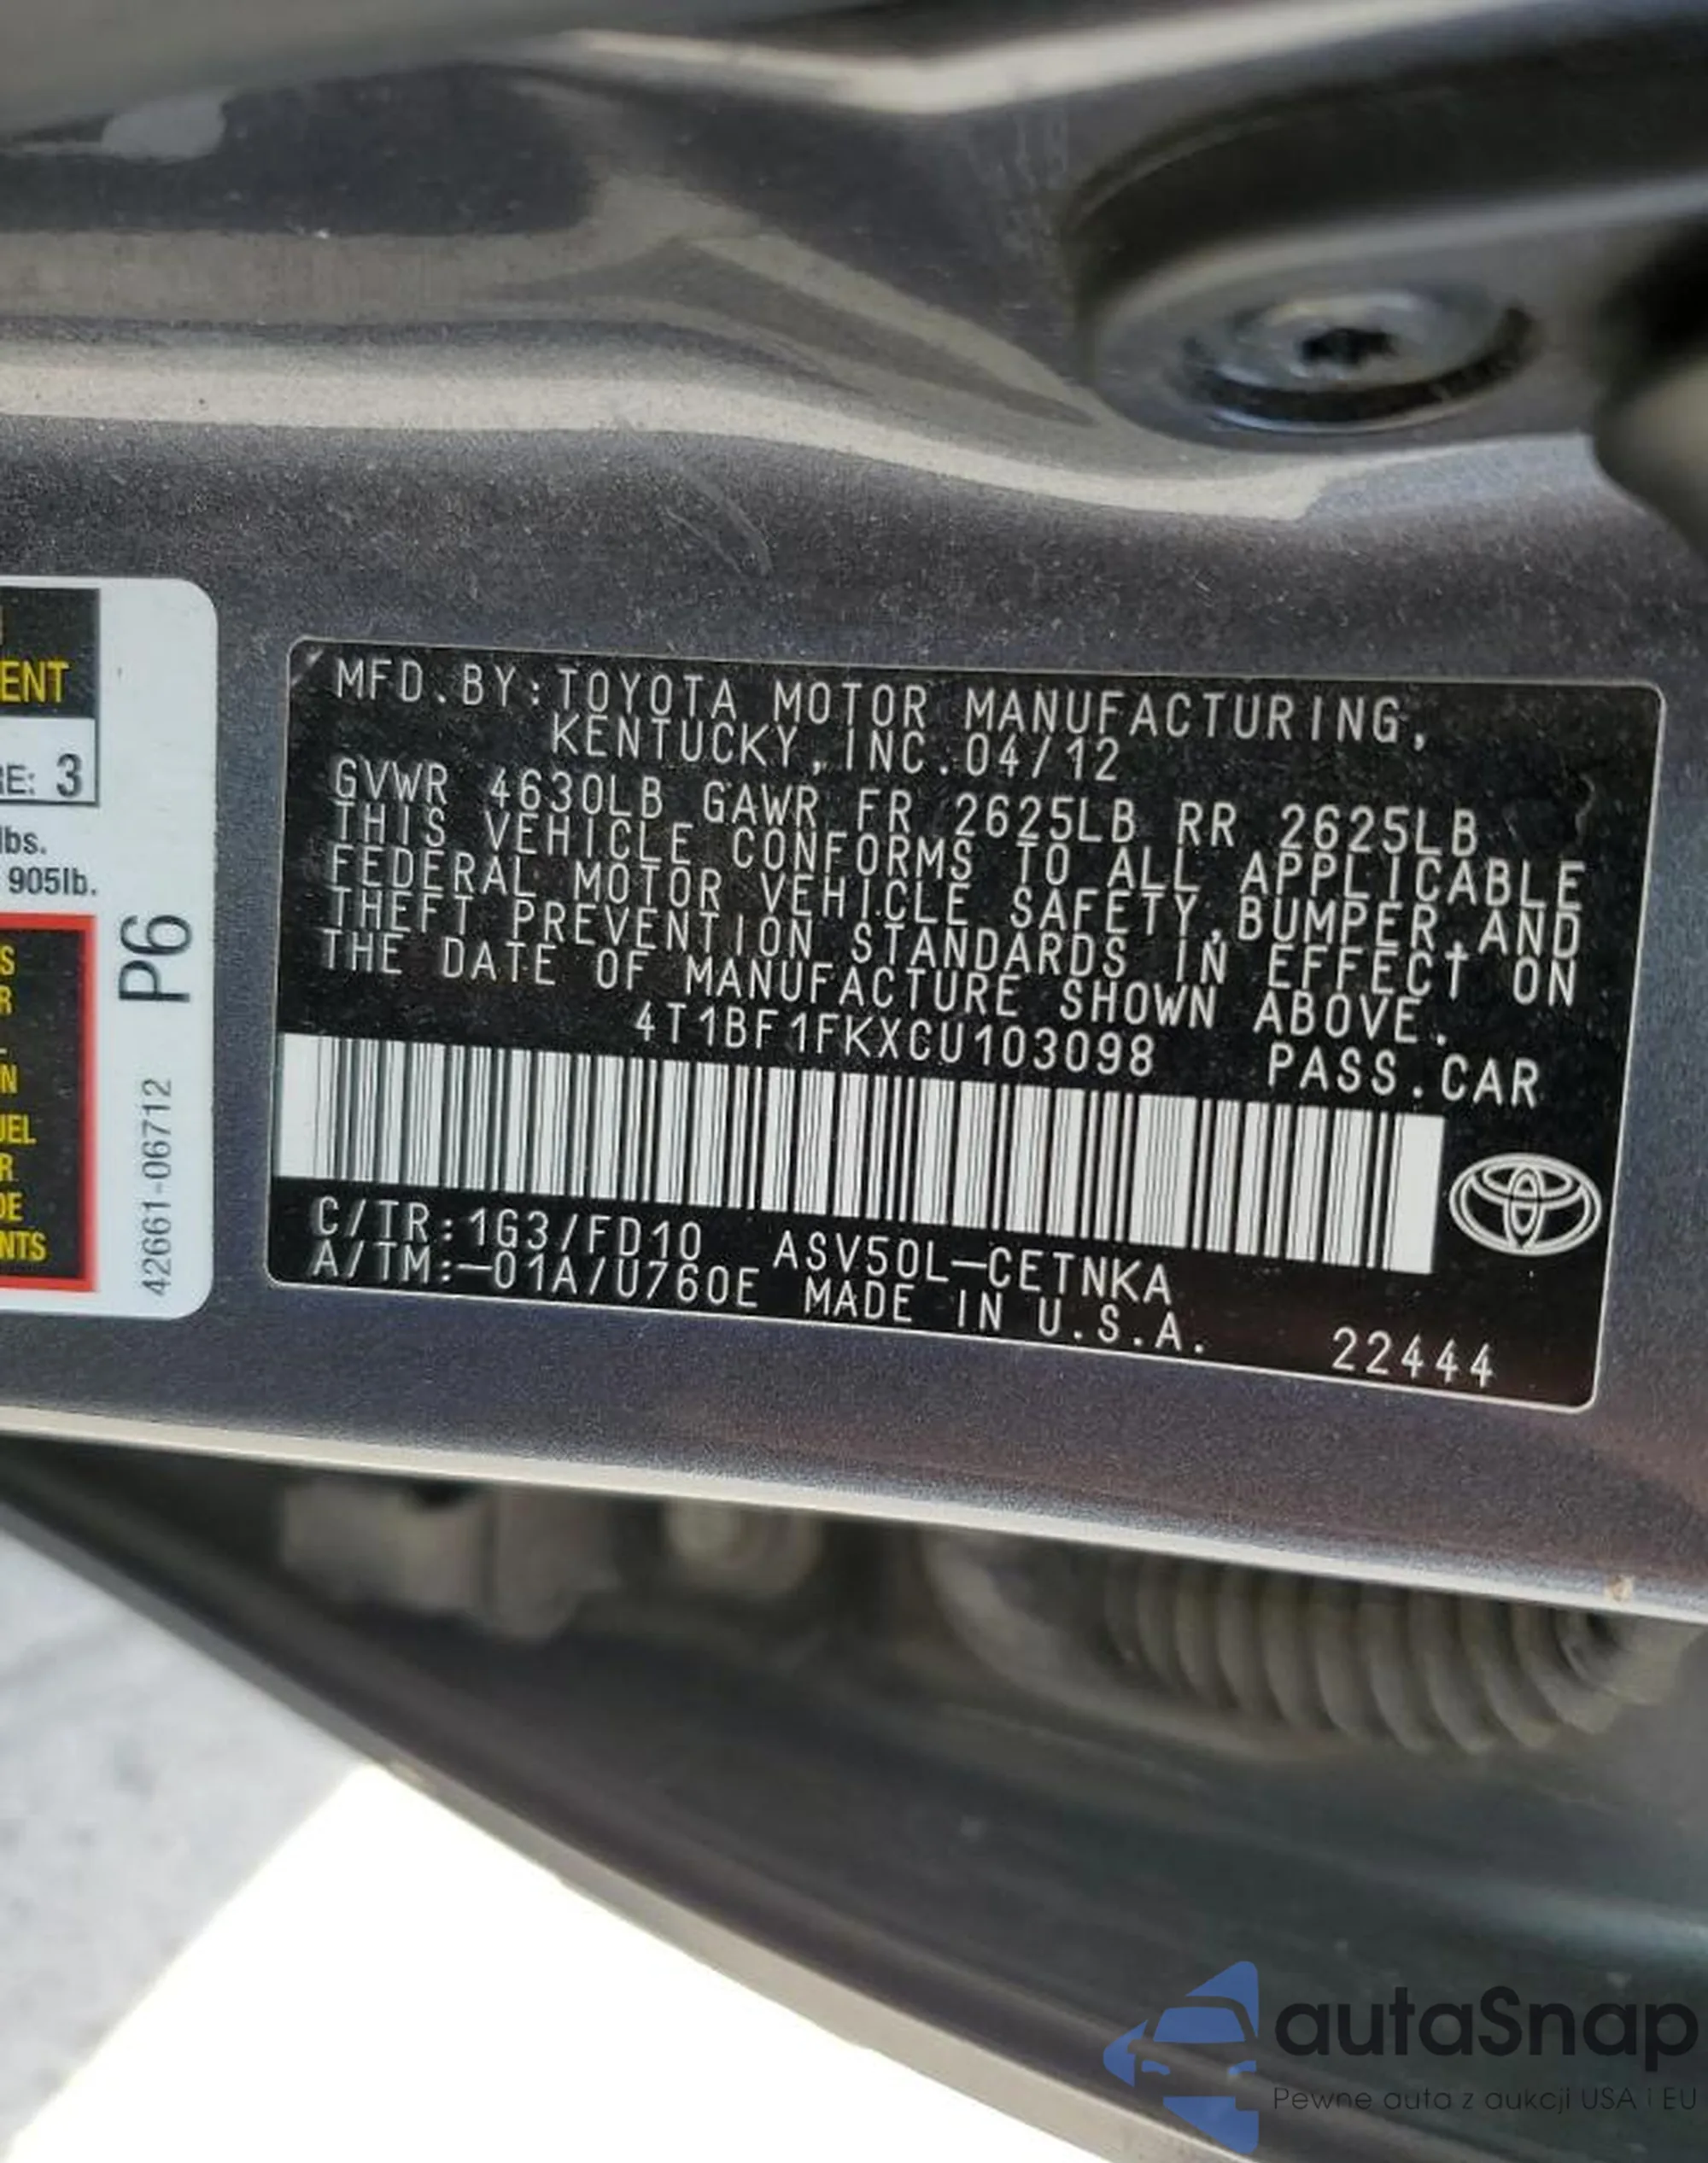 ENT
RE: 3
lbs.
905lb.
S
R
N
UEL
R
DE
NTS
P6
42661-06712
MFD.BY:TOYOTA MOTOR MANUFACTURING,
KENTUCKY,INC.04/12
GVWR 4630LB GAWR FR 2625LB RR 2625LB
THIS VEHICLE CONFORMS TO ALL APPLICABLE
FEDERAL MOTOR VEHICLE SAFETY,BUMPER,AND
THEFT PREVENTION STANDARDS IN EFFECT ON
THE DATE OF MANUFACTURE SHOWN ABOVE.
4T1BF1FKXCU103098 PASS.CAR
C/TR:1G3/FD10 ASV50L-CETNKA
A/TM:-01A/U760E MADE IN U.S.A. 22444
autaSnap
Pewne auta z aukcji USA i EU